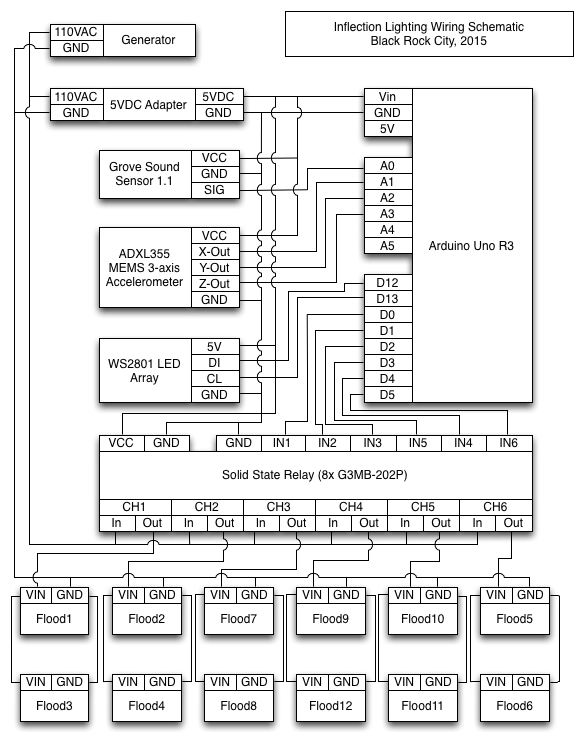 Inflection Lighting Wiring Schematic
Black Rock City, 2015
110VAC
GND
Generator
110VAC
GND
5VDC Adapter
5VDC
GND
Vin
GND
5V
Grove Sound
Sensor 1.1
VCC
GND
SIG
A0
A1
A2
A3
A4
A5
Arduino Uno R3
ADXL355
MEMS 3-axis
Accelerometer
VCC
X-Out
Y-Out
Z-Out
GND
D12
D13
D0
D1
D2
D3
D4
D5
WS2801 LED
Array
5V
DI
CL
GND
VCC GND GND IN1 IN2 IN3 IN5 IN4 IN6
Solid State Relay (8x G3MB-202P)
CH1 CH2 CH3 CH4 CH5 CH6
In Out In Out In Out In Out In Out In Out
VIN GND VIN GND VIN GND VIN GND VIN GND VIN GND
Flood1 Flood2 Flood7 Flood9 Flood10 Flood5
VIN GND VIN GND VIN GND VIN GND VIN GND VIN GND
Flood3 Flood4 Flood8 Flood12 Flood11 Flood6